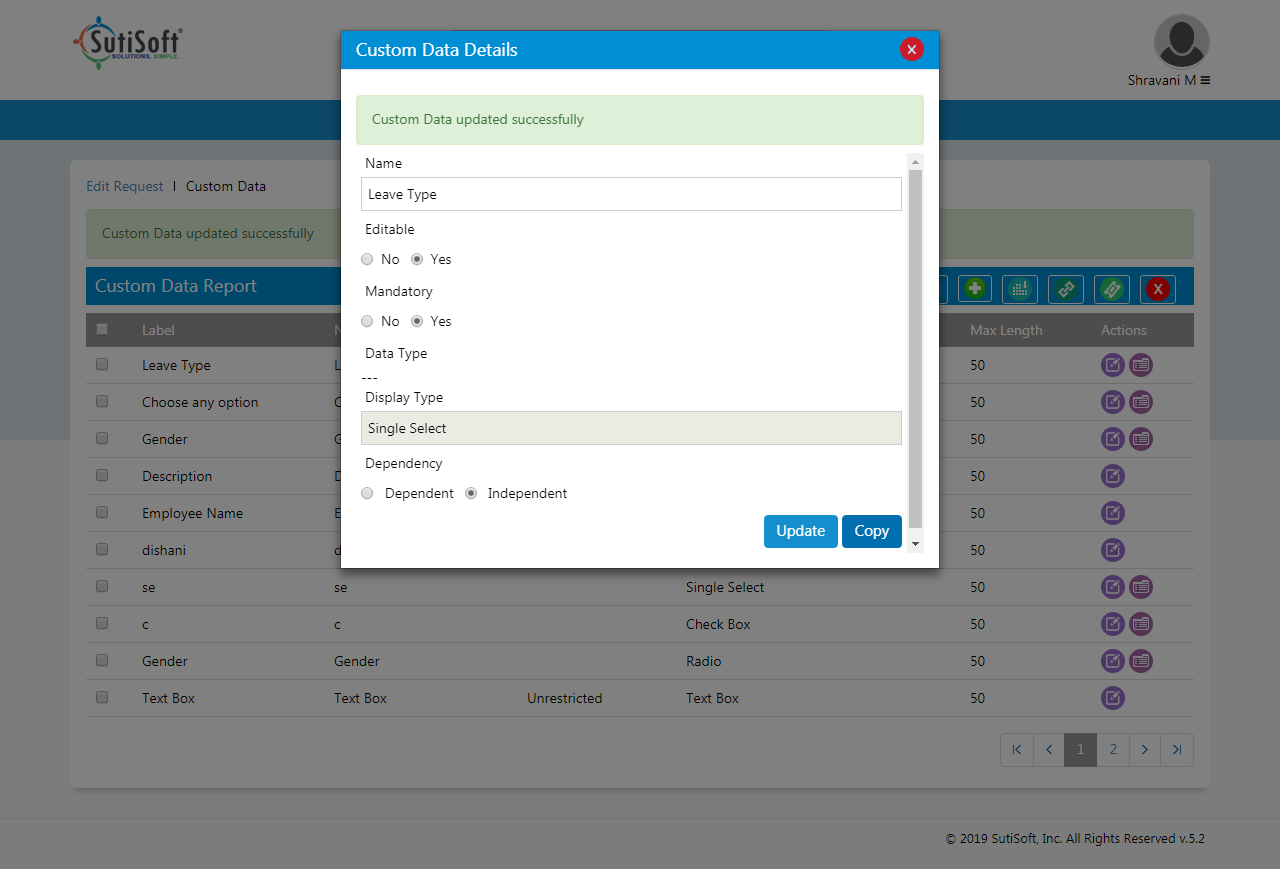 SutiSoft
SOLUTIONS. SIMPLE.
Shravani M
Custom Data Details
X
Custom Data updated successfully
Name
Leave Type
Editable
No Yes
Mandatory
No Yes
Data Type
---
Display Type
Single Select
Dependency
Dependent Independent
Update Copy
Edit Request | Custom Data
Custom Data updated successfully
Custom Data Report X
Label Max Length Actions
Leave Type 50
Choose any option 50
Gender 50
Description 50
Employee Name 50
dishani 50
se se Single Select 50
c c Check Box 50
Gender Gender Radio 50
Text Box Text Box Unrestricted Text Box 50
1 2
© 2019 SutiSoft, Inc. All Rights Reserved v.5.2